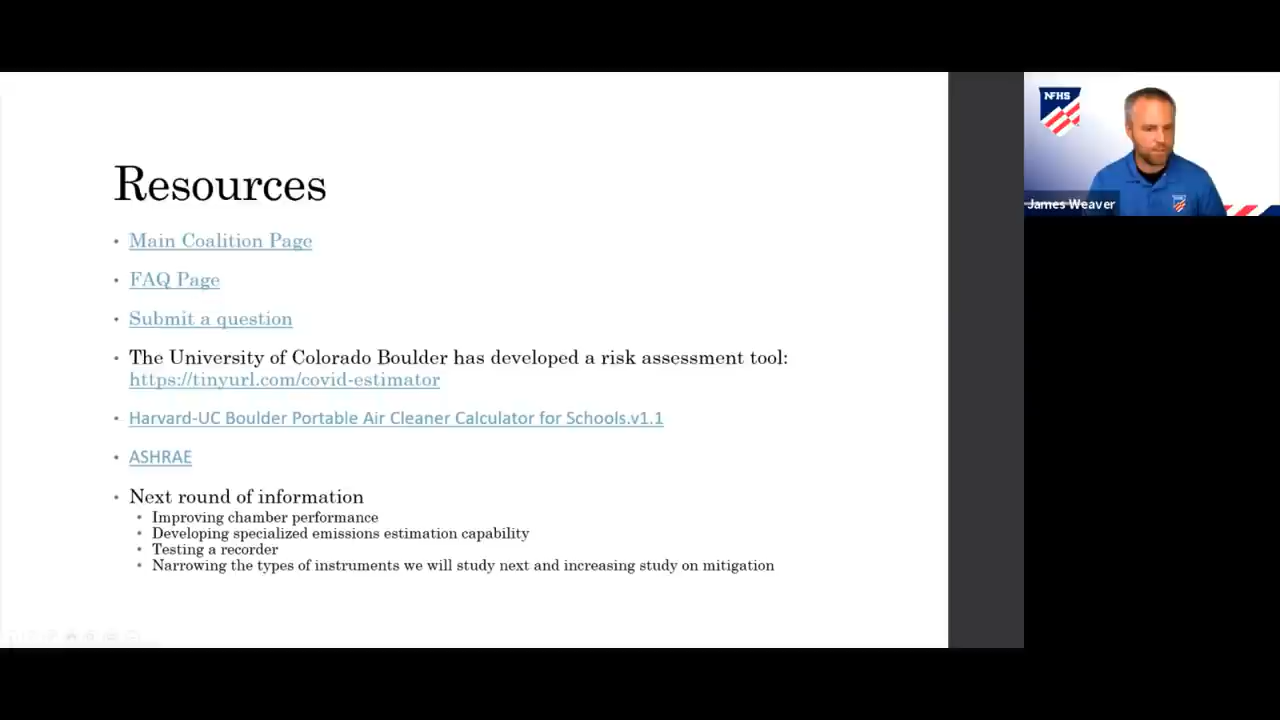 Resources
Main Coalition Page
FAQ Page
Submit a question
The University of Colorado Boulder has developed a risk assessment tool:
https://tinyurl.com/covid-estimator
Harvard-UC Boulder Portable Air Cleaner Calculator for Schools.v1.1
ASHRAE
Next round of information
Improving chamber performance
Developing specialized emissions estimation capability
Testing a recorder
Narrowing the types of instruments we will study next and increasing study on mitigation
NFHS
James Weaver